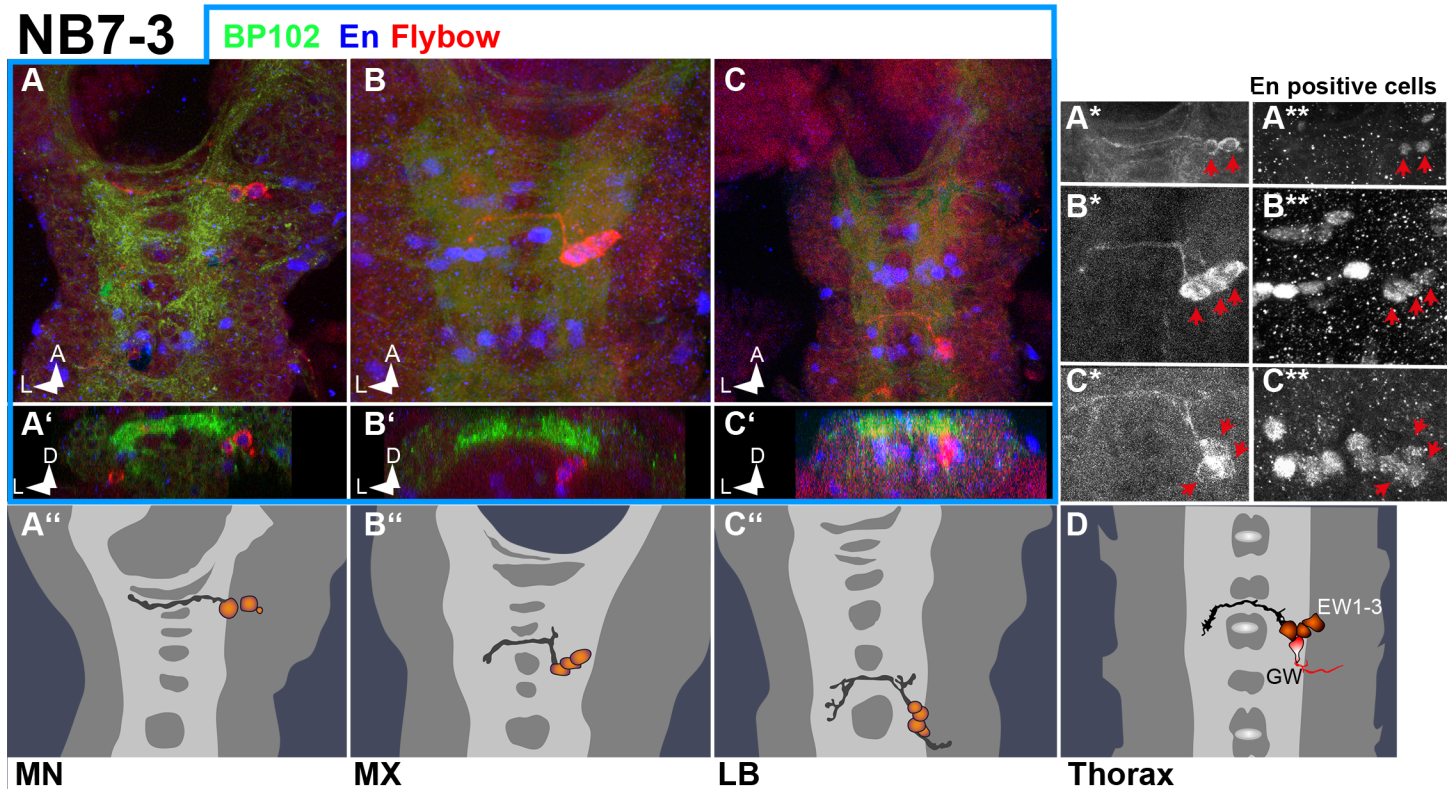 NB7-3
BP102 En Flybow
En positive cells
A
B
C
A*
A**
B*
B**
C*
C**
A
L
A
L
A
L
A‘
B‘
C‘
D
L
D
L
D
L
A“
B“
C“
D
EW1-3
GW
MN
MX
LB
Thorax